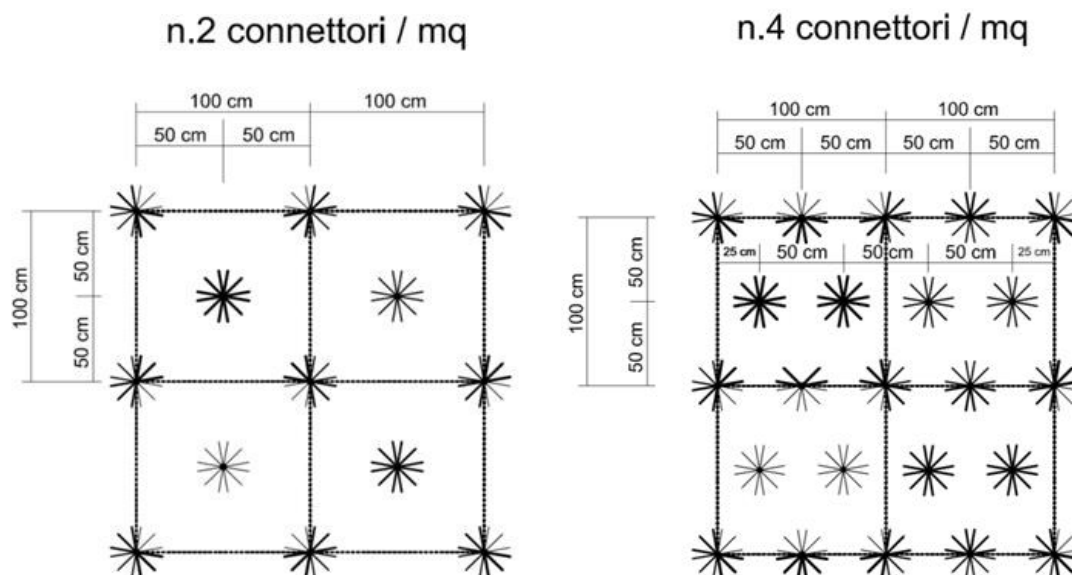 n.2 connettori / mq
100 cm 100 cm
50 cm 50 cm
100 cm
50 cm
50 cm
n.4 connettori / mq
100 cm 100 cm
50 cm 50 cm 50 cm 50 cm
25 cm 50 cm 50 cm 50 cm 25 cm
100 cm
50 cm
50 cm